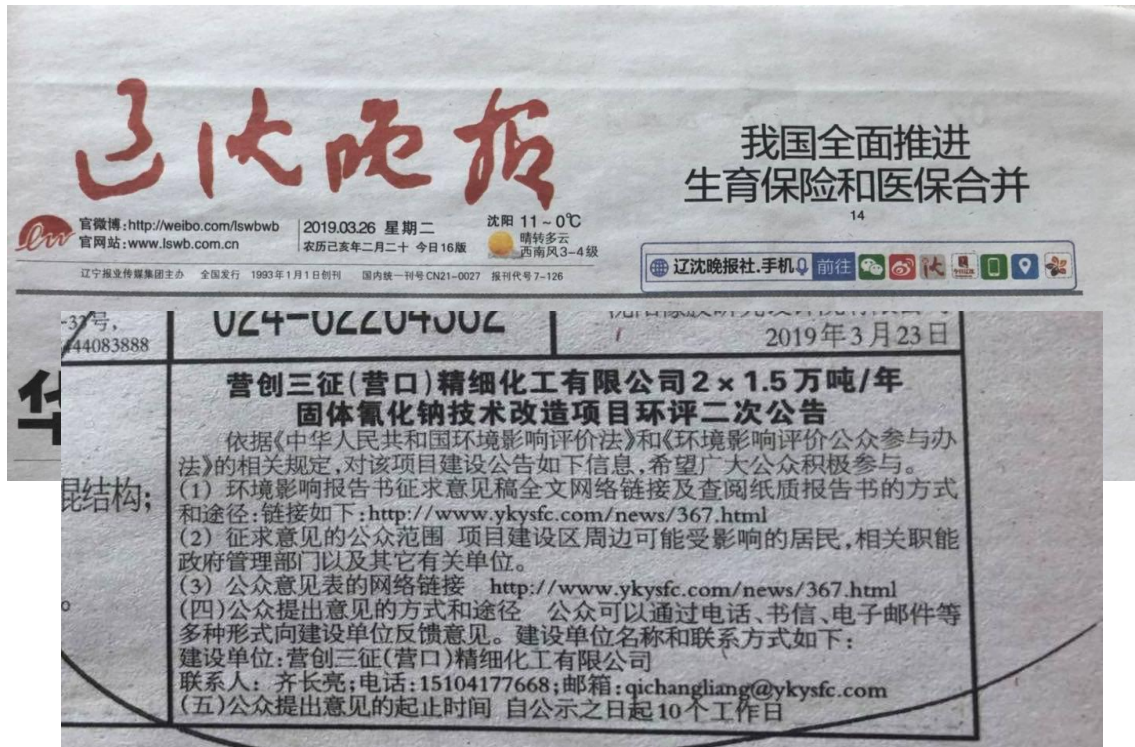 辽沈晚报
我国全面推进
生育保险和医保合并
14
官微博:http://weibo.com/lswbwb
官网站:www.lswb.com.cn
2019.03.26 星期二
农历己亥年二月二十 今日16版
沈阳 11~0℃
晴转多云
西南风3-4级
辽沈晚报社.手机 前往
辽宁报业传媒集团主办 全国发行 1993年1月1日创刊 国内统一刊号CN21-0027 报刊代号7-126
号,
44083888
024-62204382
2019年3月23日
营创三征(营口)精细化工有限公司2×1.5万吨/年
固体氰化钠技术改造项目环评二次公告
依据《中华人民共和国环境影响评价法》和《环境影响评价公众参与办
法》的相关规定,对该项目建设公告如下信息,希望广大公众积极参与。
(1) 环境影响报告书征求意见稿全文网络链接及查阅纸质报告书的方式
和途径:链接如下:http://www.ykysfc.com/news/367.html
(2) 征求意见的公众范围 项目建设区周边可能受影响的居民,相关职能
政府管理部门以及其它有关单位。
(3) 公众意见表的网络链接 http://www.ykysfc.com/news/367.html
(四)公众提出意见的方式和途径 公众可以通过电话、书信、电子邮件等
多种形式向建设单位反馈意见。建设单位名称和联系方式如下:
建设单位:营创三征(营口)精细化工有限公司
联系人: 齐长亮;电话:15104177668;邮箱:qichangliang@ykysfc.com
(五)公众提出意见的起止时间 自公示之日起10个工作日
华
混结构;